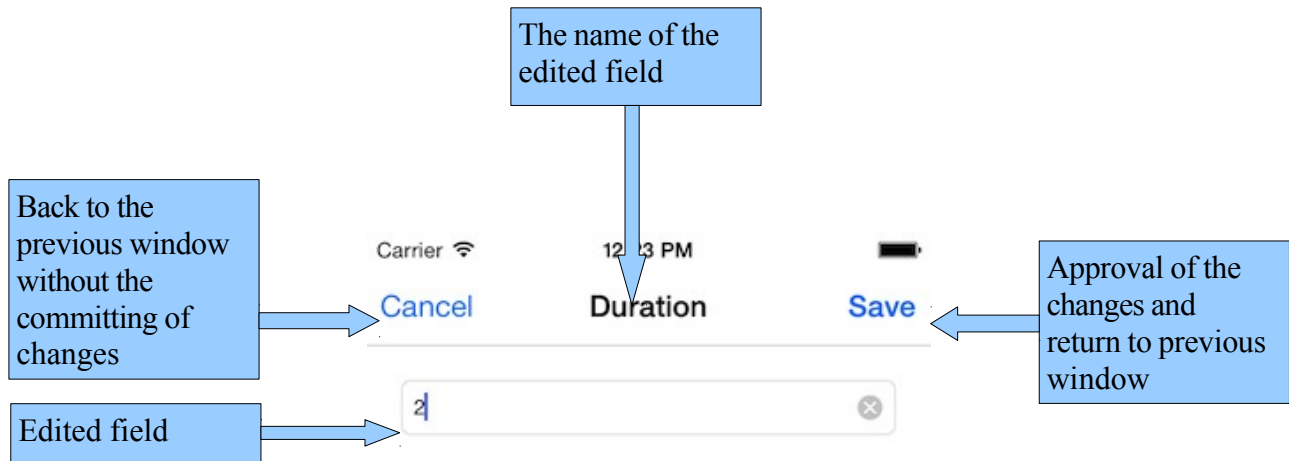 The name of the
edited field
Back to the
previous window
without the
committing of
changes
Carrier
PM
Cancel
Duration
Save
Approval of the
changes and
return to previous
window
2
Edited field